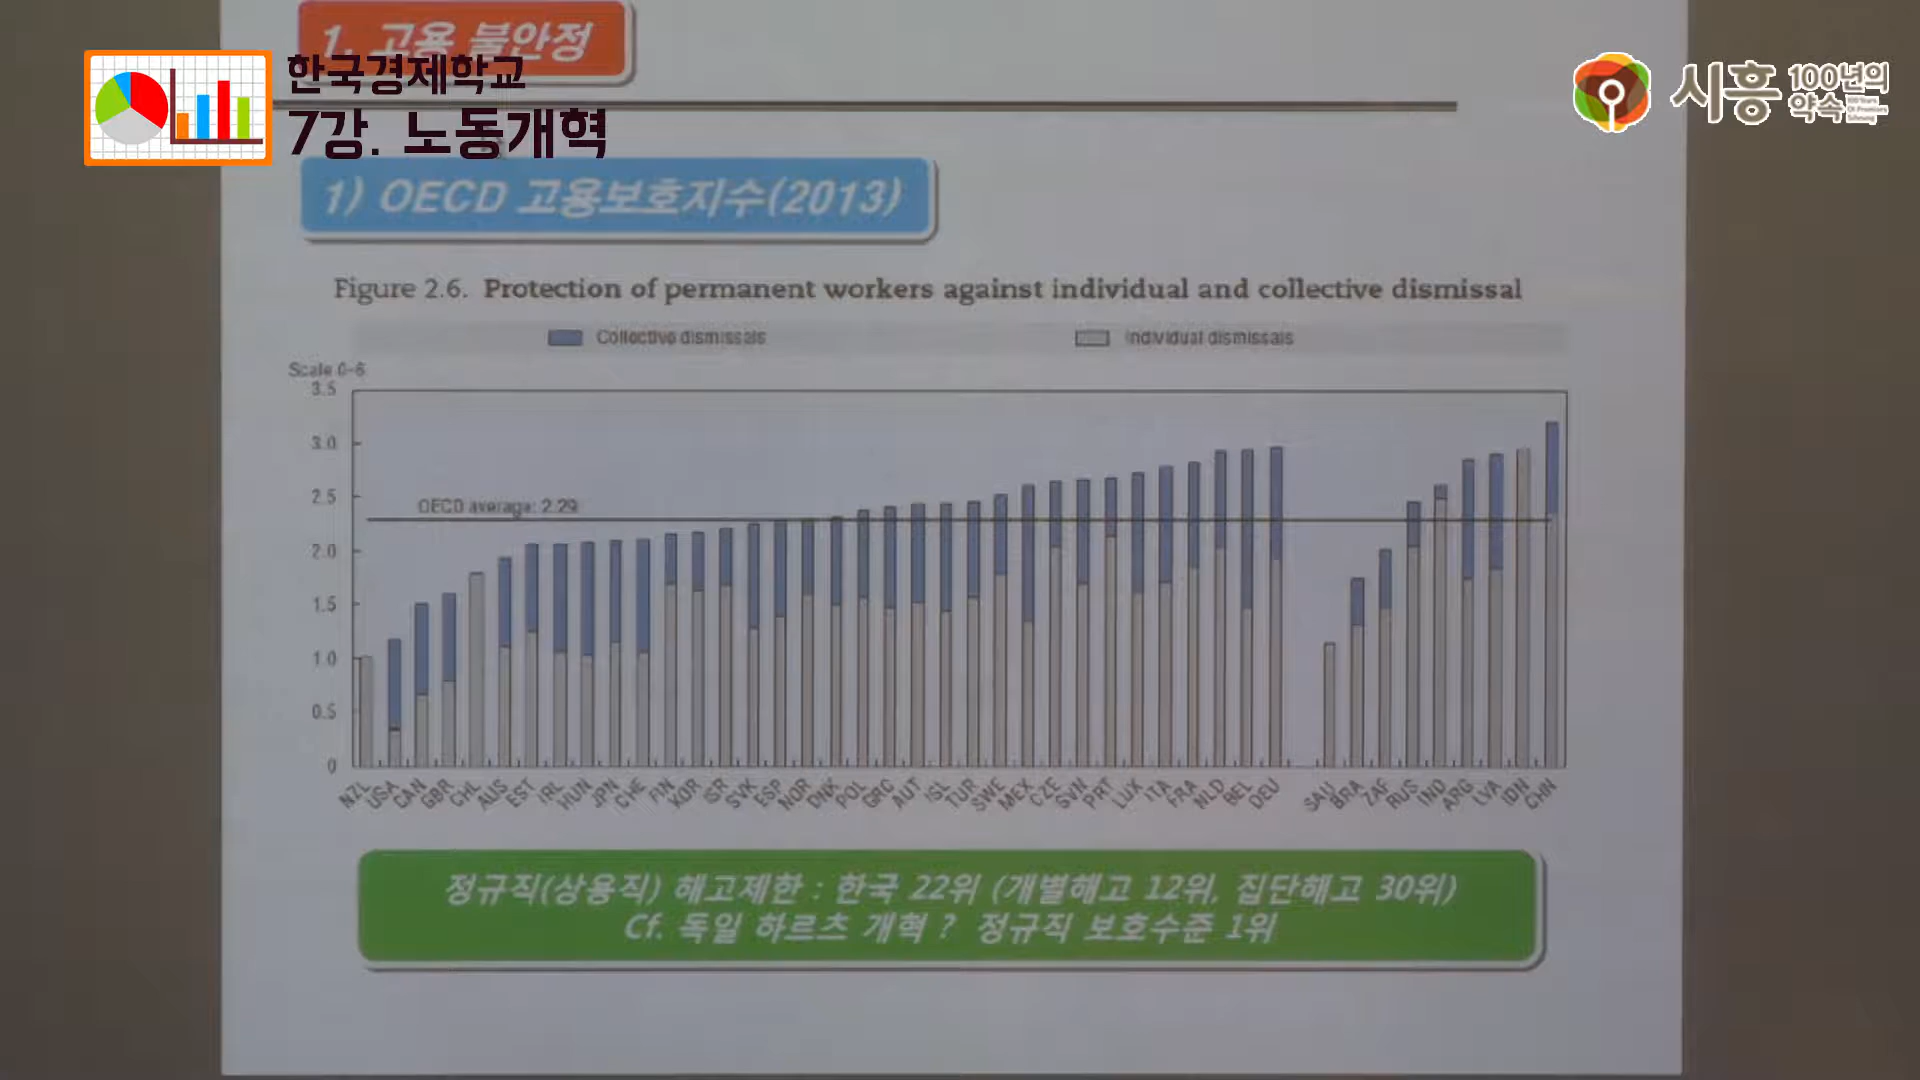 1. 고용 불안정
한국경제학교
7강. 노동개혁
시흥 100년의 약속
1) OECD 고용보호지수(2013)
Figure 2.6. Protection of permanent workers against individual and collective dismissal
Collective dismissals Individual dismissals
Scale 0-6
3.5
3.0
2.5
OECD average: 2.29
2.0
1.5
1.0
0.5
0
NZL USA CAN GBR CHL AUS EST IRL HUN JPN CHE FIN KOR ISR SVK ESP NOR DNK POL GRC AUT ISL TUR SWE MEX CZE SVN PRT LUX ITA FRA NLD BEL DEU SAU BRA ZAF RUS IND ARG LVA IDN CHN
정규직(상용직) 해고제한 : 한국 22위 (개별해고 12위, 집단해고 30위)
Cf. 독일 하르츠 개혁 ? 정규직 보호수준 1위